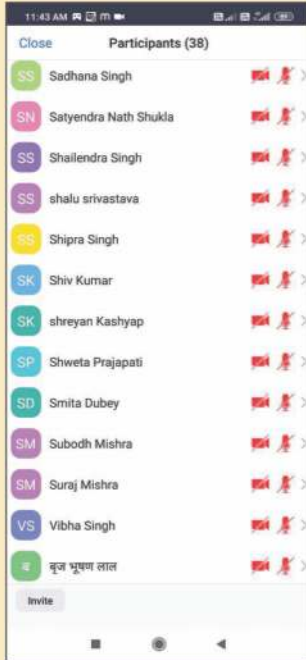 11:43 AM
Close Participants (38)
SS Sadhana Singh
SN Satyendra Nath Shukla
SS Shailendra Singh
SS shalu srivastava
SS Shipra Singh
SK Shiv Kumar
SK shreyan Kashyap
SP Shweta Prajapati
SD Smita Dubey
SM Subodh Mishra
SM Suraj Mishra
VS Vibha Singh
ब बृज भूषण लाल
Invite